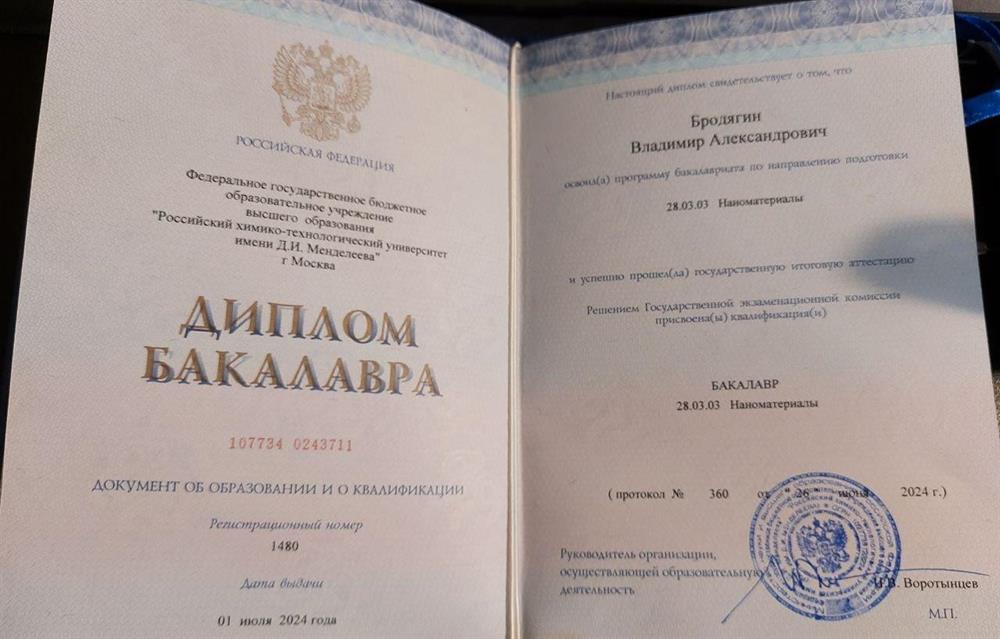 РОССИЙСКАЯ ФЕДЕРАЦИЯ
Федеральное государственное бюджетное
образовательное учреждение
высшего образования
"Российский химико-технологический университет
имени Д.И. Менделеева"
г Москва
ДИПЛОМ
БАКАЛАВРА
107734 0243711
ДОКУМЕНТ ОБ ОБРАЗОВАНИИ И О КВАЛИФИКАЦИИ
Регистрационный номер
1480
Дата выдачи
01 июля 2024 года
Настоящий диплом свидетельствует о том, что
Бродягин
Владимир Александрович
освоил(а) программу бакалавриата по направлению подготовки
28.03.03 Наноматериалы
и успешно прошел(ла) государственную итоговую аттестацию
Решением Государственной экзаменационной комиссии
присвоена(ы) квалификация(и)
БАКАЛАВР
28.03.03 Наноматериалы
( протокол № 360 от " 26 " июня 2024 г.)
Руководитель организации,
осуществляющей образовательную
деятельность
И.В. Воротынцев
М.П.